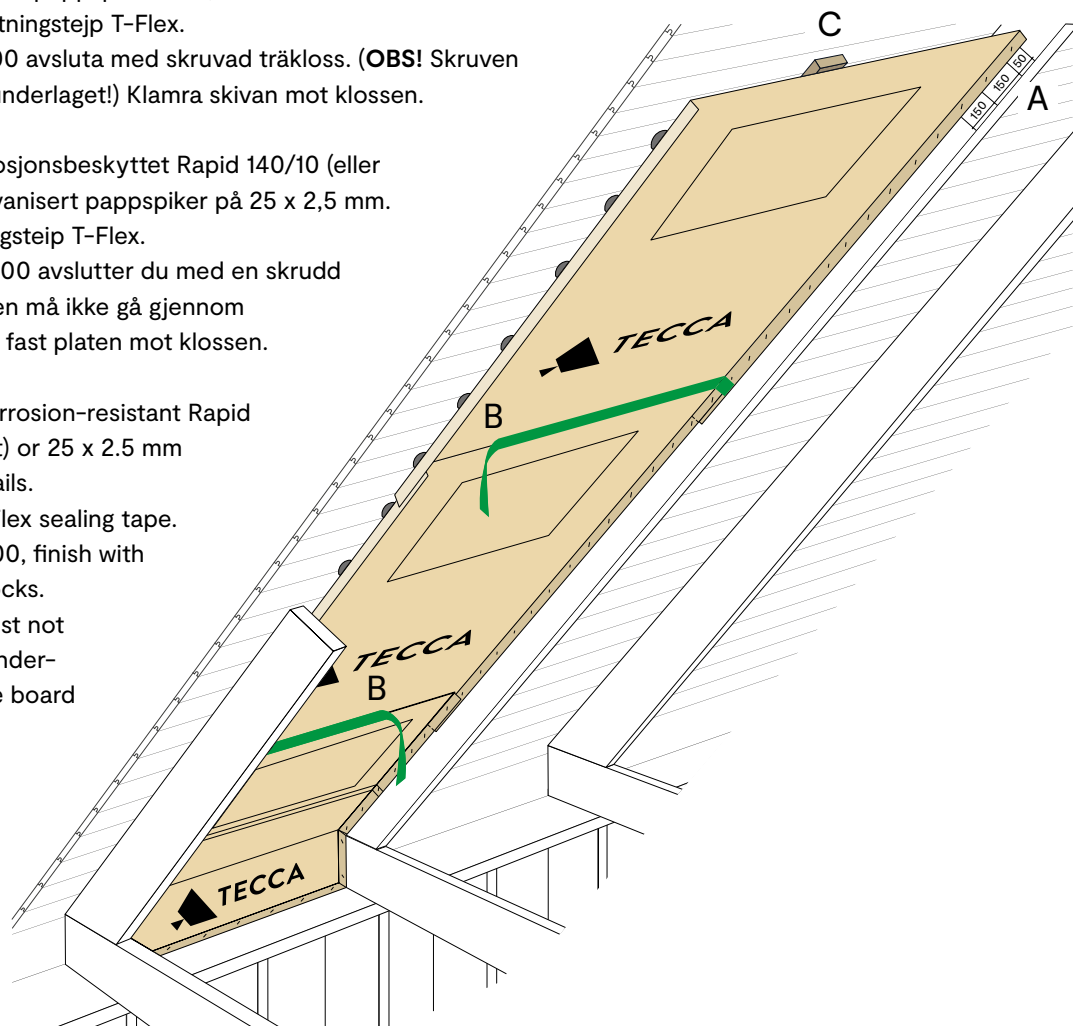 tningstejp T-Flex.
00 avsluta med skruvad träkloss. (OBS! Skruven
underlaget!) Klamra skivan mot klossen.
osjonsbeskyttet Rapid 140/10 (eller
vanisert pappspiker på 25 x 2,5 mm.
gsteip T-Flex.
00 avslutter du med en skrudd
en må ikke gå gjennom
fast platen mot klossen.
rrosion-resistant Rapid
t) or 25 x 2.5 mm
ails.
lex sealing tape.
00, finish with
ocks.
st not
nder-
e board
C
50
150
150
A
TECCA
B
TECCA
B
TECCA